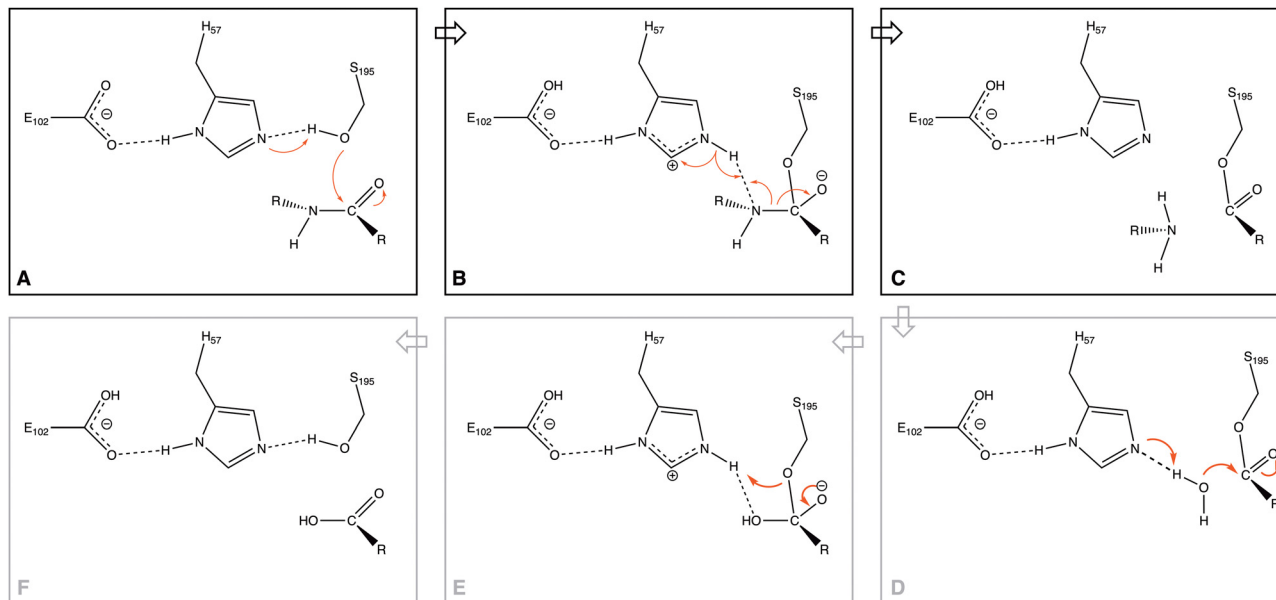 H₅₇
S₁₉₅
O
E₁₀₂ ⊖
O H N N H O
O
R N C
H R
A
H₅₇
OH
S₁₉₅
E₁₀₂ ⊖
O H N N H
⊕ O O ⊖
R N C
H R
B
H₅₇
OH
S₁₉₅
E₁₀₂ ⊖
O H N N
O
H O
R N C
H R
C
H₅₇
S₁₉₅
OH
E₁₀₂ ⊖
O H N N
O
H O C O
H R
D
H₅₇
OH
S₁₉₅
E₁₀₂ ⊖
O H N N H
⊕ O O ⊖
HO C
R
E
H₅₇
S₁₉₅
OH
E₁₀₂ ⊖
O H N N H O
O
HO C
R
F